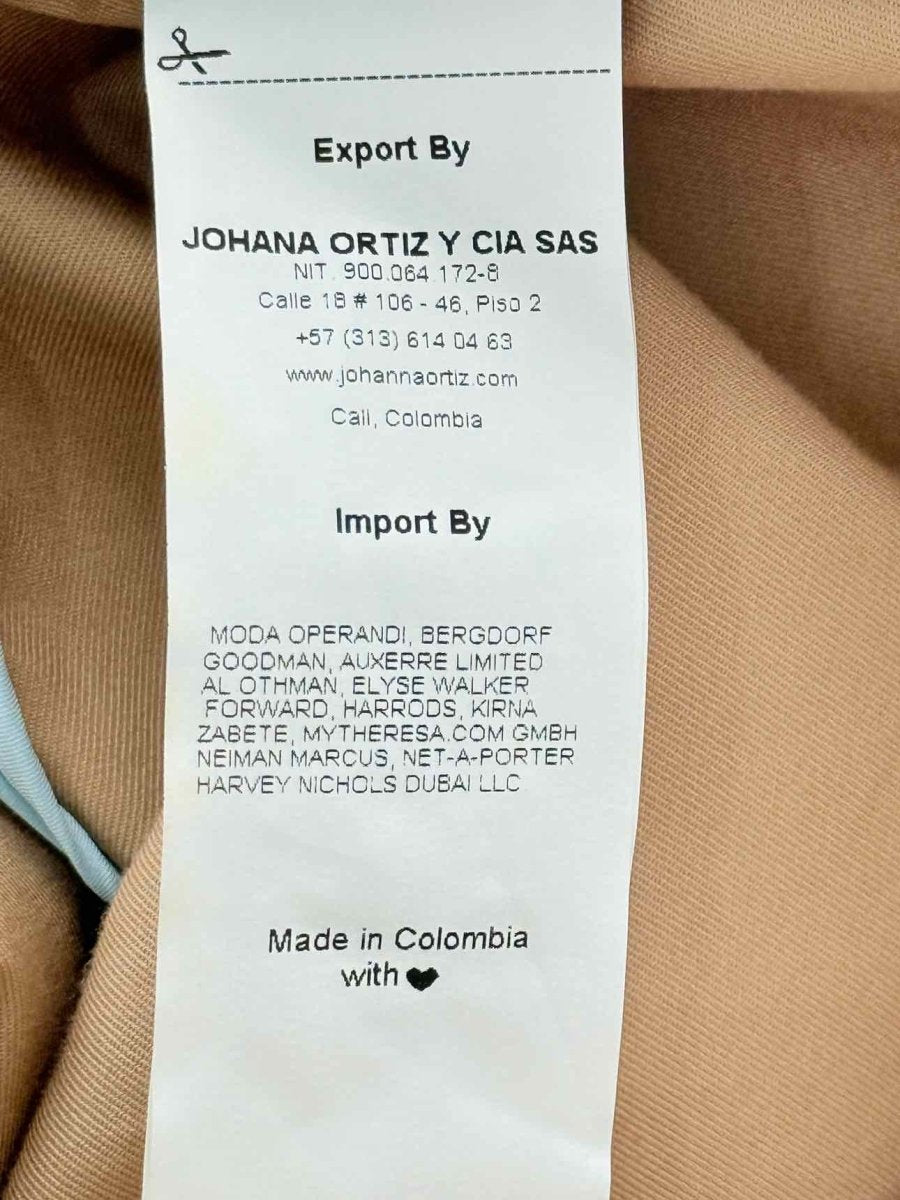 Export By
JOHANA ORTIZ Y CIA SAS
NIT. 900.064.172-8
Calle 18 # 106 - 46, Piso 2
+57 (313) 614 04 63
www.johannaortiz.com
Cali, Colombia
Import By
MODA OPERANDI, BERGDORF
GOODMAN, AUXERRE LIMITED
AL OTHMAN, ELYSE WALKER
FORWARD, HARRODS, KIRNA
ZABETE, MYTHERESA.COM GMBH
NEIMAN MARCUS, NET-A-PORTER
HARVEY NICHOLS DUBAI LLC
Made in Colombia
with ♥